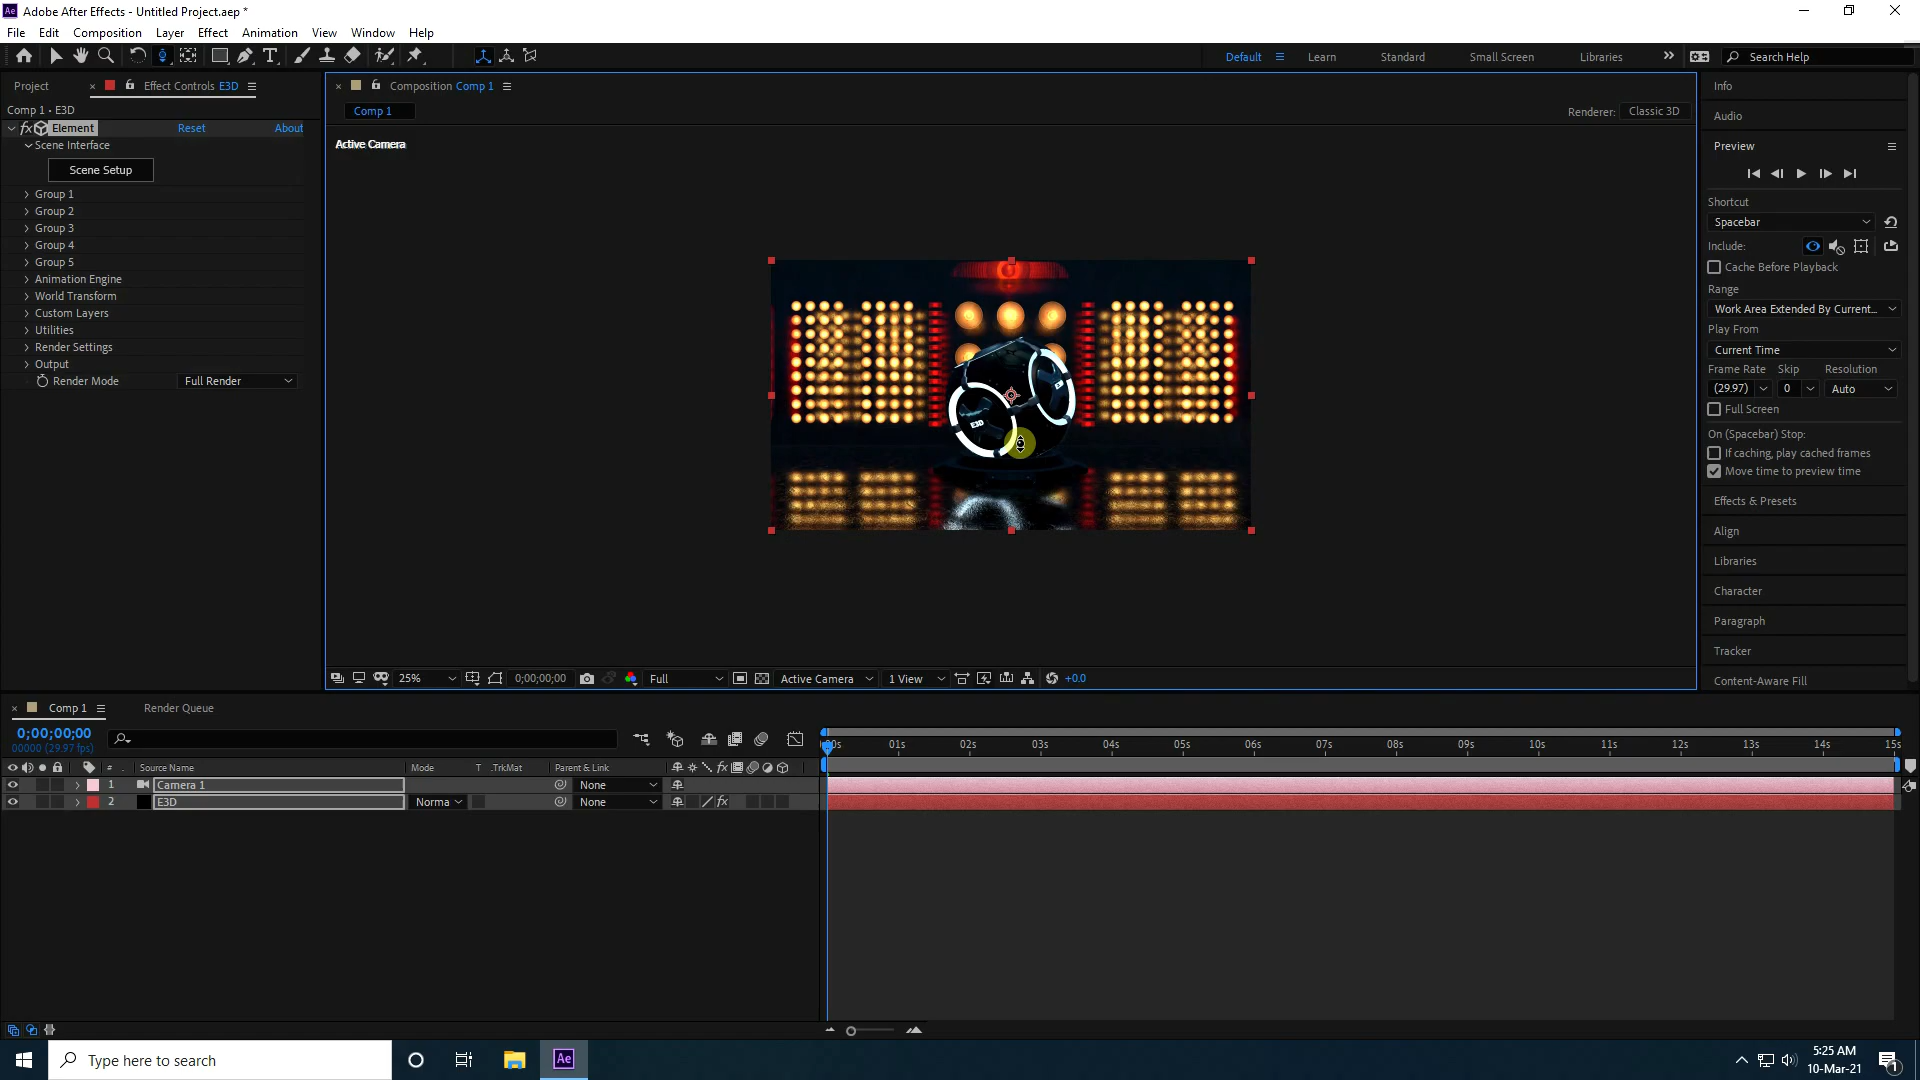 Adobe After Effects - Untitled Project.aep *
File Edit Composition Layer Effect Animation View Window Help
Default Learn Standard Small Screen Libraries Search Help
Project Effect Controls E3D
Composition Comp 1
Comp 1 • E3D
Comp 1
Renderer: Classic 3D
fx Element Reset About
Active Camera
Scene Interface
Scene Setup
Group 1
Group 2
Group 3
Group 4
Group 5
Animation Engine
World Transform
Custom Layers
Utilities
Render Settings
Output
Render Mode Full Render
E3D
25% 0;00;00;00 Full Active Camera 1 View +0.0
Info
Audio
Preview
Shortcut
Spacebar
Include:
Cache Before Playback
Range
Work Area Extended By Current...
Play From
Current Time
Frame Rate Skip Resolution
(29.97) 0 Auto
Full Screen
On (Spacebar) Stop:
If caching, play cached frames
Move time to preview time
Effects & Presets
Align
Libraries
Character
Paragraph
Tracker
Content-Aware Fill
Comp 1 Render Queue
0;00;00;00
00000 (29.97 fps)
00s 01s 02s 03s 04s 05s 06s 07s 08s 09s 10s 11s 12s 13s 14s 15s
# Source Name Mode T .TrkMat Parent & Link fx
1 Camera 1 None
2 E3D Norma None fx
Type here to search
Ae
5:25 AM
10-Mar-21
1